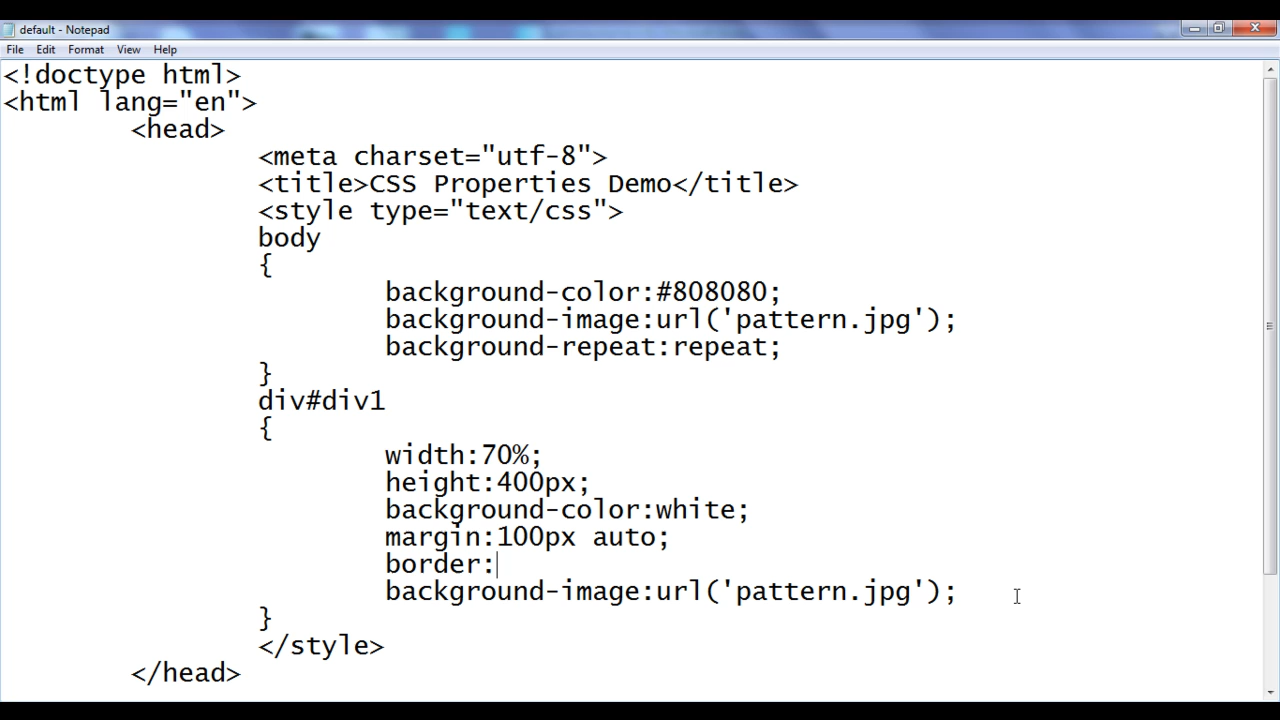 default - Notepad
File Edit Format View Help
<!doctype html>
<html lang="en">
<head>
<meta charset="utf-8">
<title>CSS Properties Demo</title>
<style type="text/css">
body
{
background-color:#808080;
background-image:url('pattern.jpg');
background-repeat:repeat;
}
div#div1
{
width:70%;
height:400px;
background-color:white;
margin:100px auto;
border:
background-image:url('pattern.jpg');
}
</style>
</head>